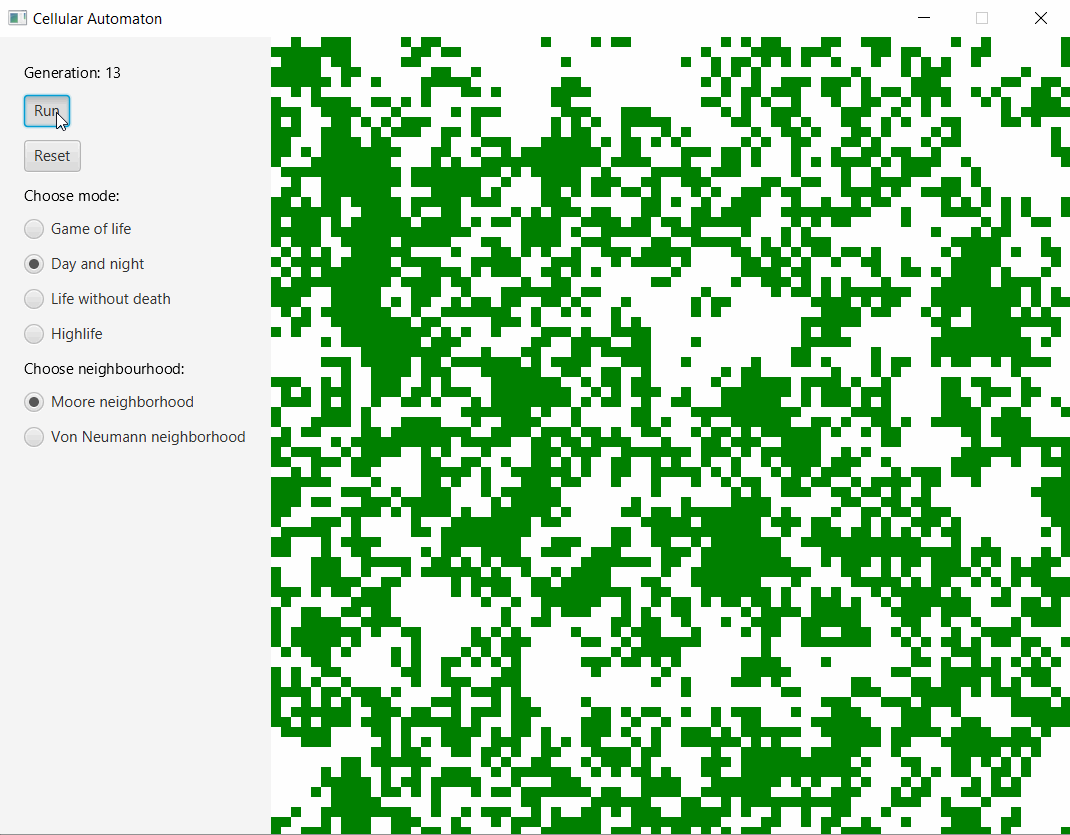 Cellular Automaton
Generation: 13
Run
Reset
Choose mode:
Game of life
Day and night
Life without death
Highlife
Choose neighbourhood:
Moore neighborhood
Von Neumann neighborhood